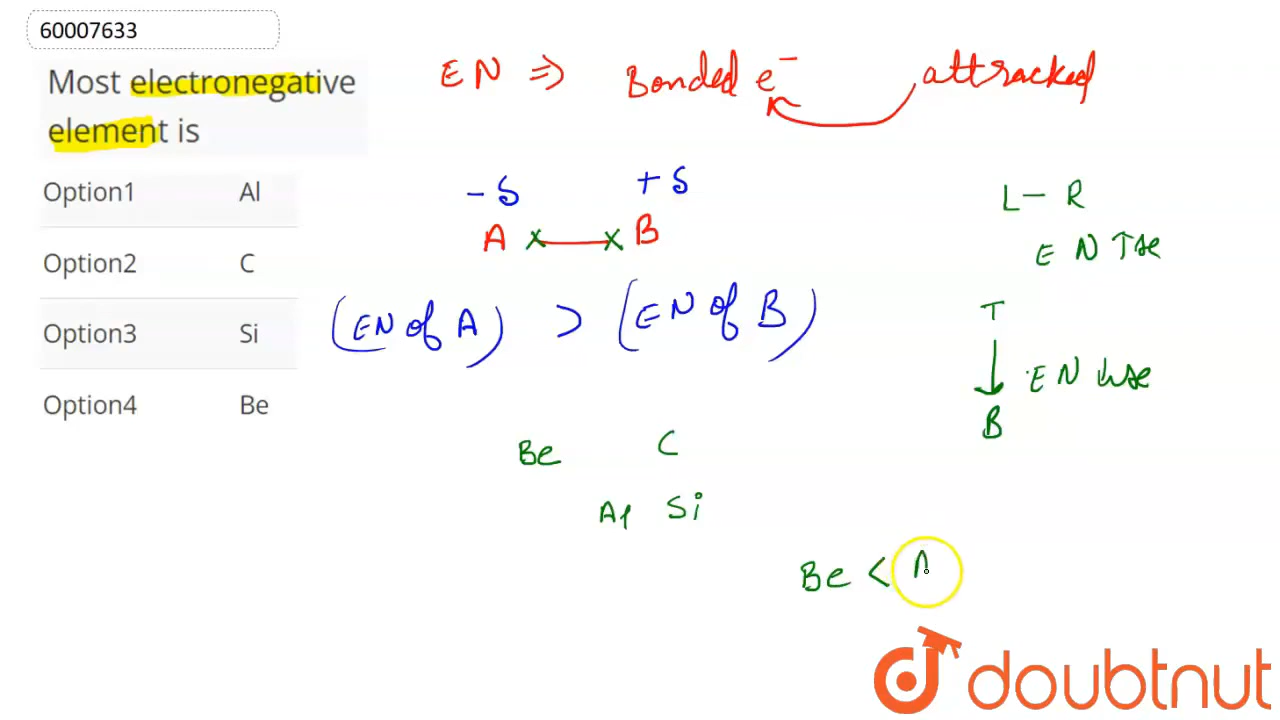 60007633
Most electronegative
element is
Option1 Al
Option2 C
Option3 Si
Option4 Be
EN ⇒ Bonded e⁻ attracked
-δ +δ
A x—x B
(EN of A) > (EN of B)
L - R
EN ↑se
T
↓ EN ↓se
B
Be C
Al Si
Be < A
doubtnut